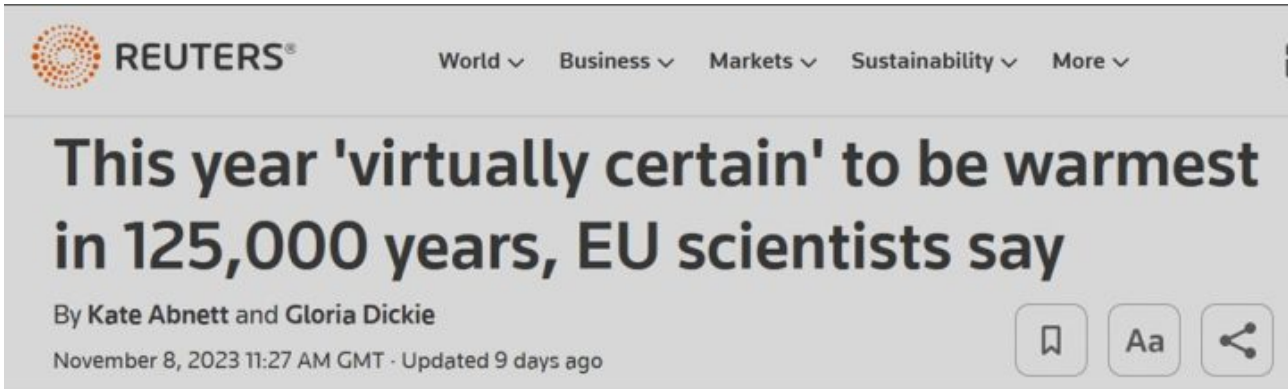 REUTERS®
World Business Markets Sustainability More
This year 'virtually certain' to be warmest
in 125,000 years, EU scientists say
By Kate Abnett and Gloria Dickie
November 8, 2023 11:27 AM GMT · Updated 9 days ago
Aa